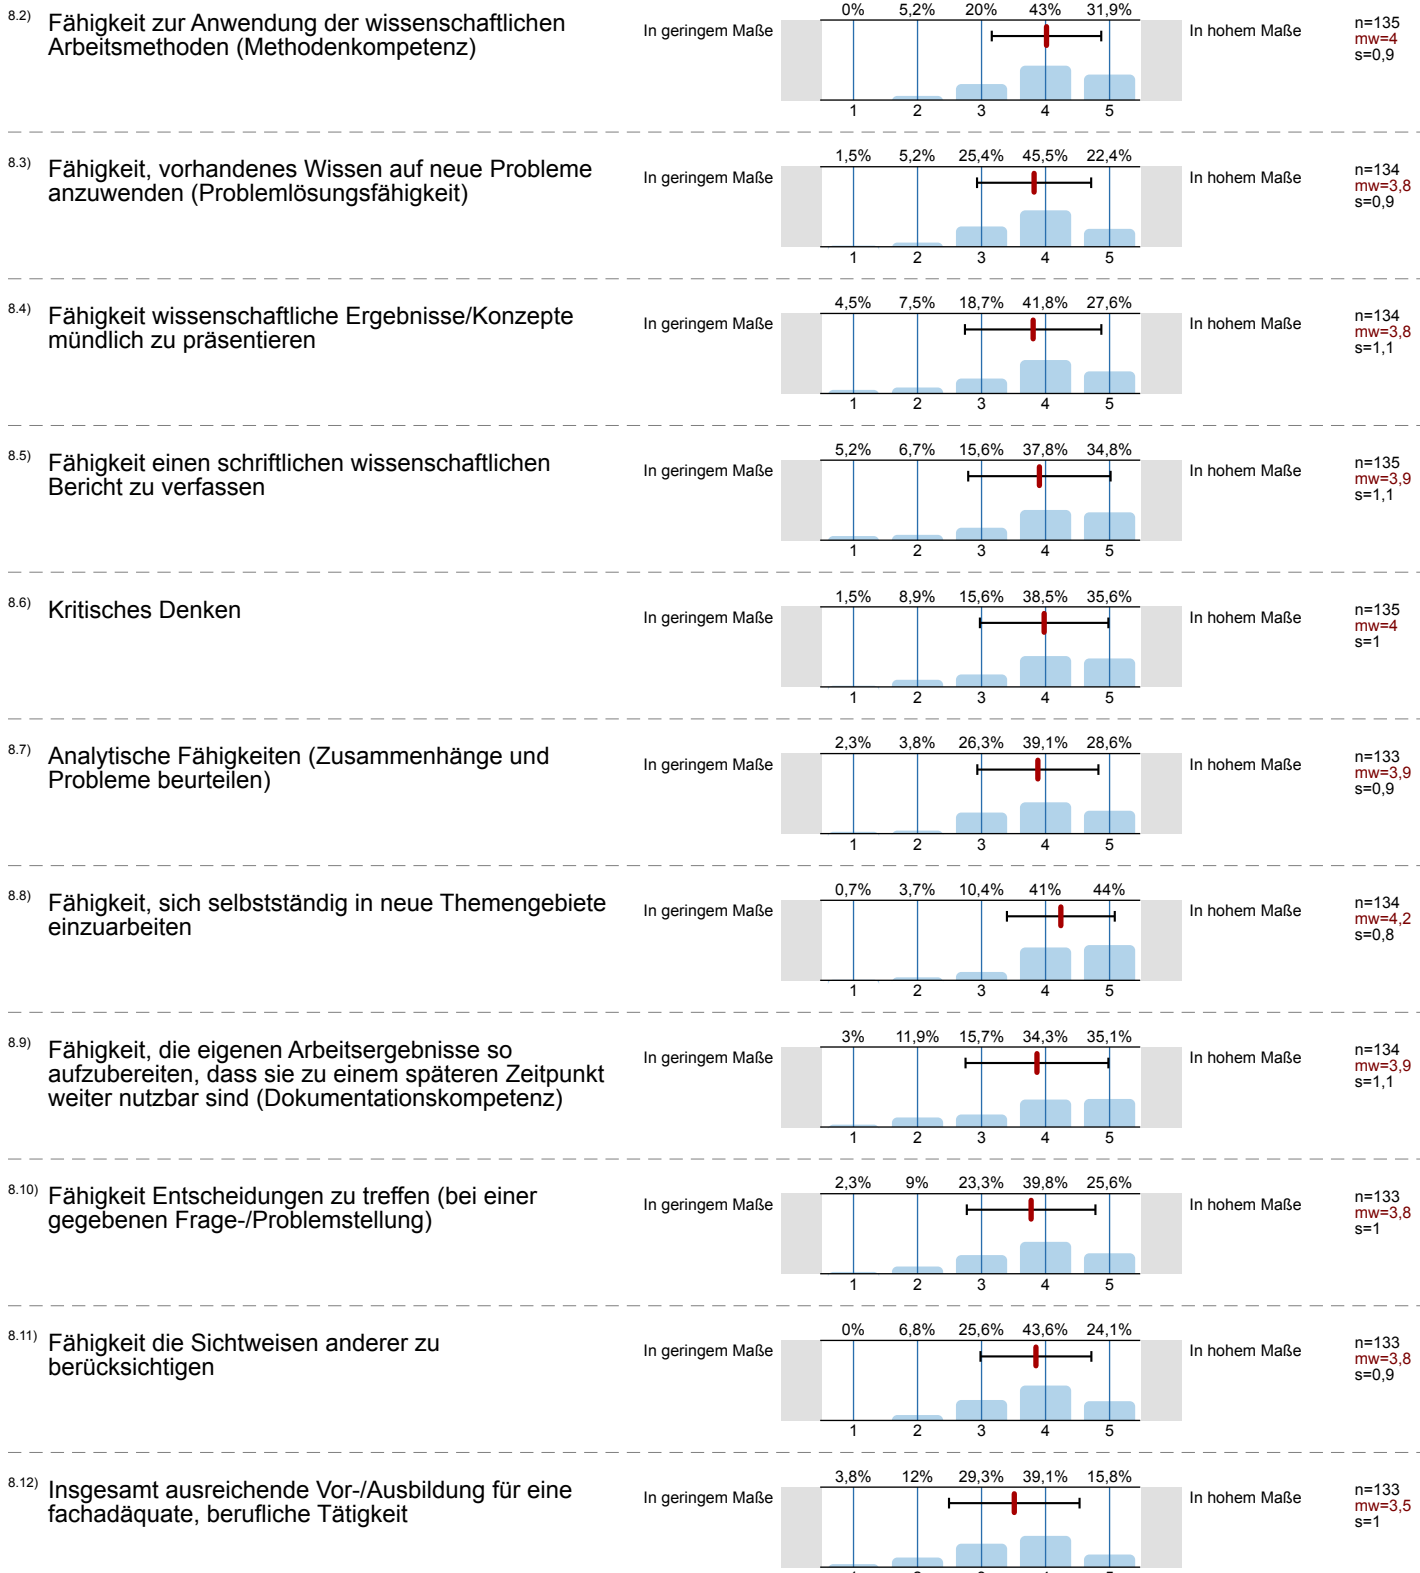 8.2) Fähigkeit zur Anwendung der wissenschaftlichen
Arbeitsmethoden (Methodenkompetenz)
In geringem Maße
0% 5,2% 20% 43% 31,9%
1 2 3 4 5
In hohem Maße
n=135
mw=4
s=0,9
8.3) Fähigkeit, vorhandenes Wissen auf neue Probleme
anzuwenden (Problemlösungsfähigkeit)
In geringem Maße
1,5% 5,2% 25,4% 45,5% 22,4%
1 2 3 4 5
In hohem Maße
n=134
mw=3,8
s=0,9
8.4) Fähigkeit wissenschaftliche Ergebnisse/Konzepte
mündlich zu präsentieren
In geringem Maße
4,5% 7,5% 18,7% 41,8% 27,6%
1 2 3 4 5
In hohem Maße
n=134
mw=3,8
s=1,1
8.5) Fähigkeit einen schriftlichen wissenschaftlichen
Bericht zu verfassen
In geringem Maße
5,2% 6,7% 15,6% 37,8% 34,8%
1 2 3 4 5
In hohem Maße
n=135
mw=3,9
s=1,1
8.6) Kritisches Denken
In geringem Maße
1,5% 8,9% 15,6% 38,5% 35,6%
1 2 3 4 5
In hohem Maße
n=135
mw=4
s=1
8.7) Analytische Fähigkeiten (Zusammenhänge und
Probleme beurteilen)
In geringem Maße
2,3% 3,8% 26,3% 39,1% 28,6%
1 2 3 4 5
In hohem Maße
n=133
mw=3,9
s=0,9
8.8) Fähigkeit, sich selbstständig in neue Themengebiete
einzuarbeiten
In geringem Maße
0,7% 3,7% 10,4% 41% 44%
1 2 3 4 5
In hohem Maße
n=134
mw=4,2
s=0,8
8.9) Fähigkeit, die eigenen Arbeitsergebnisse so
aufzubereiten, dass sie zu einem späteren Zeitpunkt
weiter nutzbar sind (Dokumentationskompetenz)
In geringem Maße
3% 11,9% 15,7% 34,3% 35,1%
1 2 3 4 5
In hohem Maße
n=134
mw=3,9
s=1,1
8.10) Fähigkeit Entscheidungen zu treffen (bei einer
gegebenen Frage-/Problemstellung)
In geringem Maße
2,3% 9% 23,3% 39,8% 25,6%
1 2 3 4 5
In hohem Maße
n=133
mw=3,8
s=1
8.11) Fähigkeit die Sichtweisen anderer zu
berücksichtigen
In geringem Maße
0% 6,8% 25,6% 43,6% 24,1%
1 2 3 4 5
In hohem Maße
n=133
mw=3,8
s=0,9
8.12) Insgesamt ausreichende Vor-/Ausbildung für eine
fachadäquate, berufliche Tätigkeit
In geringem Maße
3,8% 12% 29,3% 39,1% 15,8%
In hohem Maße
n=133
mw=3,5
s=1